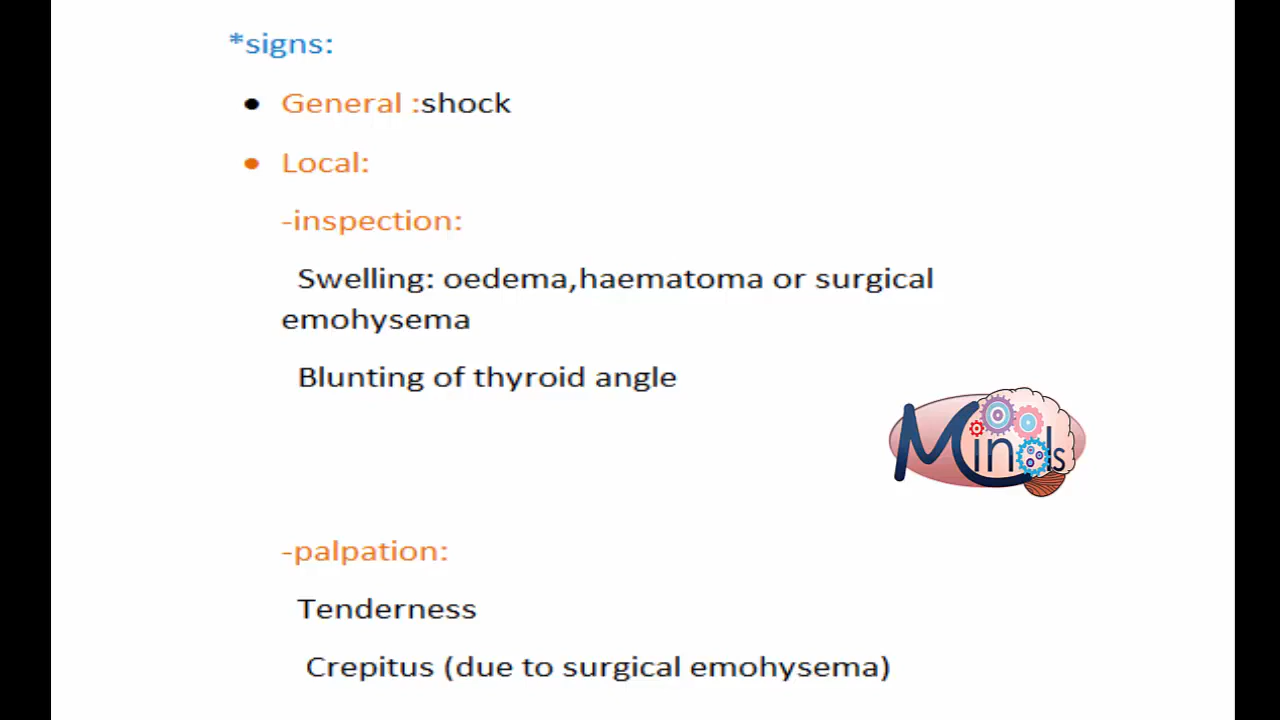 *signs:
• General :shock
• Local:
-inspection:
Swelling: oedema,haematoma or surgical
emohysema
Blunting of thyroid angle
Minds
-palpation:
Tenderness
Crepitus (due to surgical emohysema)